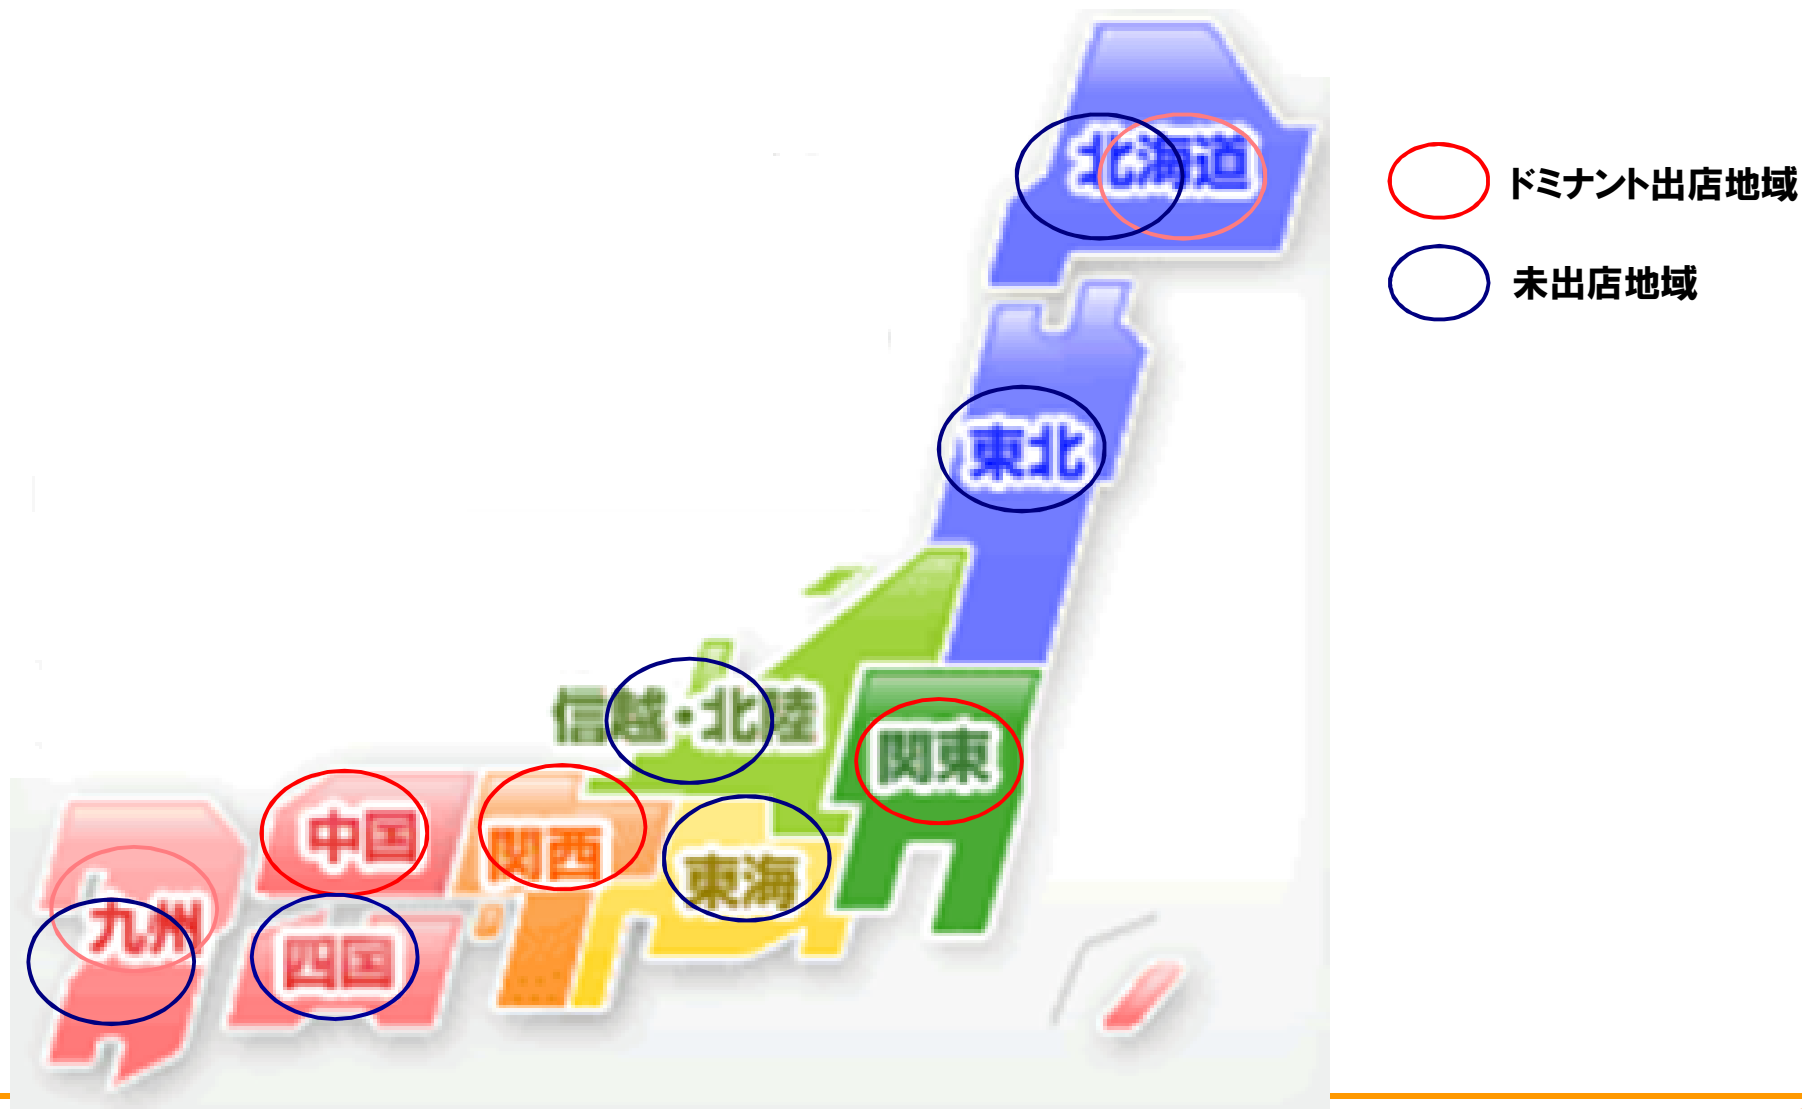 北海道
ドミナント出店地域
未出店地域
東北
信越・北陸
関東
中国
関西
東海
九州
四国